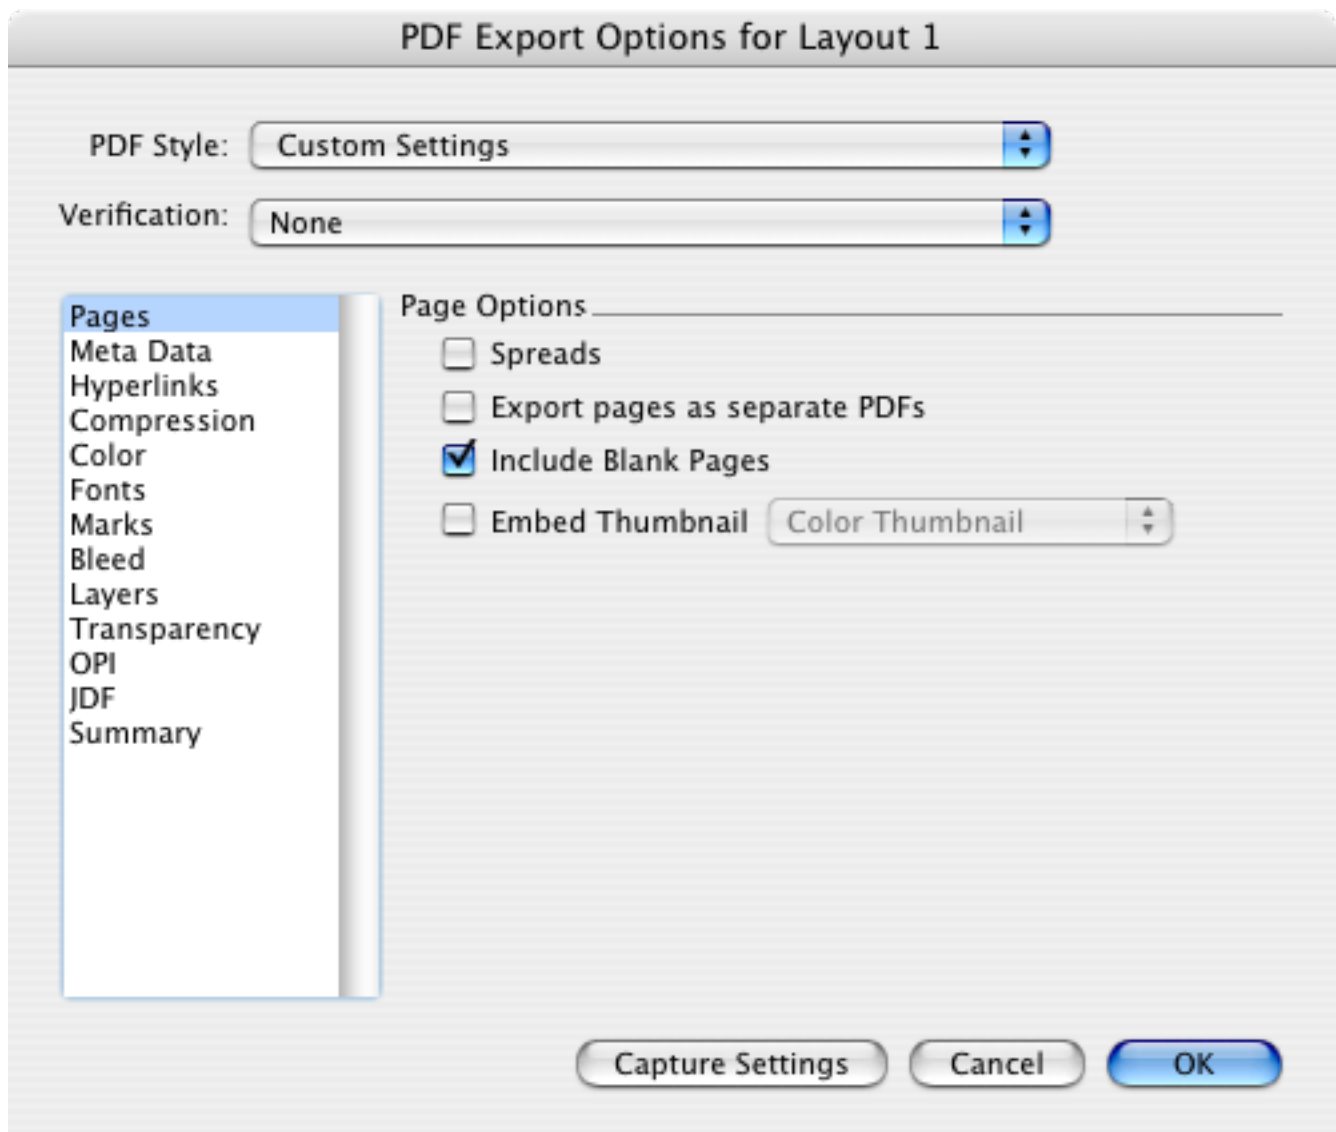 PDF Export Options for Layout 1
PDF Style: Custom Settings
Verification: None
Pages
Meta Data
Hyperlinks
Compression
Color
Fonts
Marks
Bleed
Layers
Transparency
OPI
JDF
Summary
Page Options
Spreads
Export pages as separate PDFs
Include Blank Pages
Embed Thumbnail Color Thumbnail
Capture Settings Cancel OK